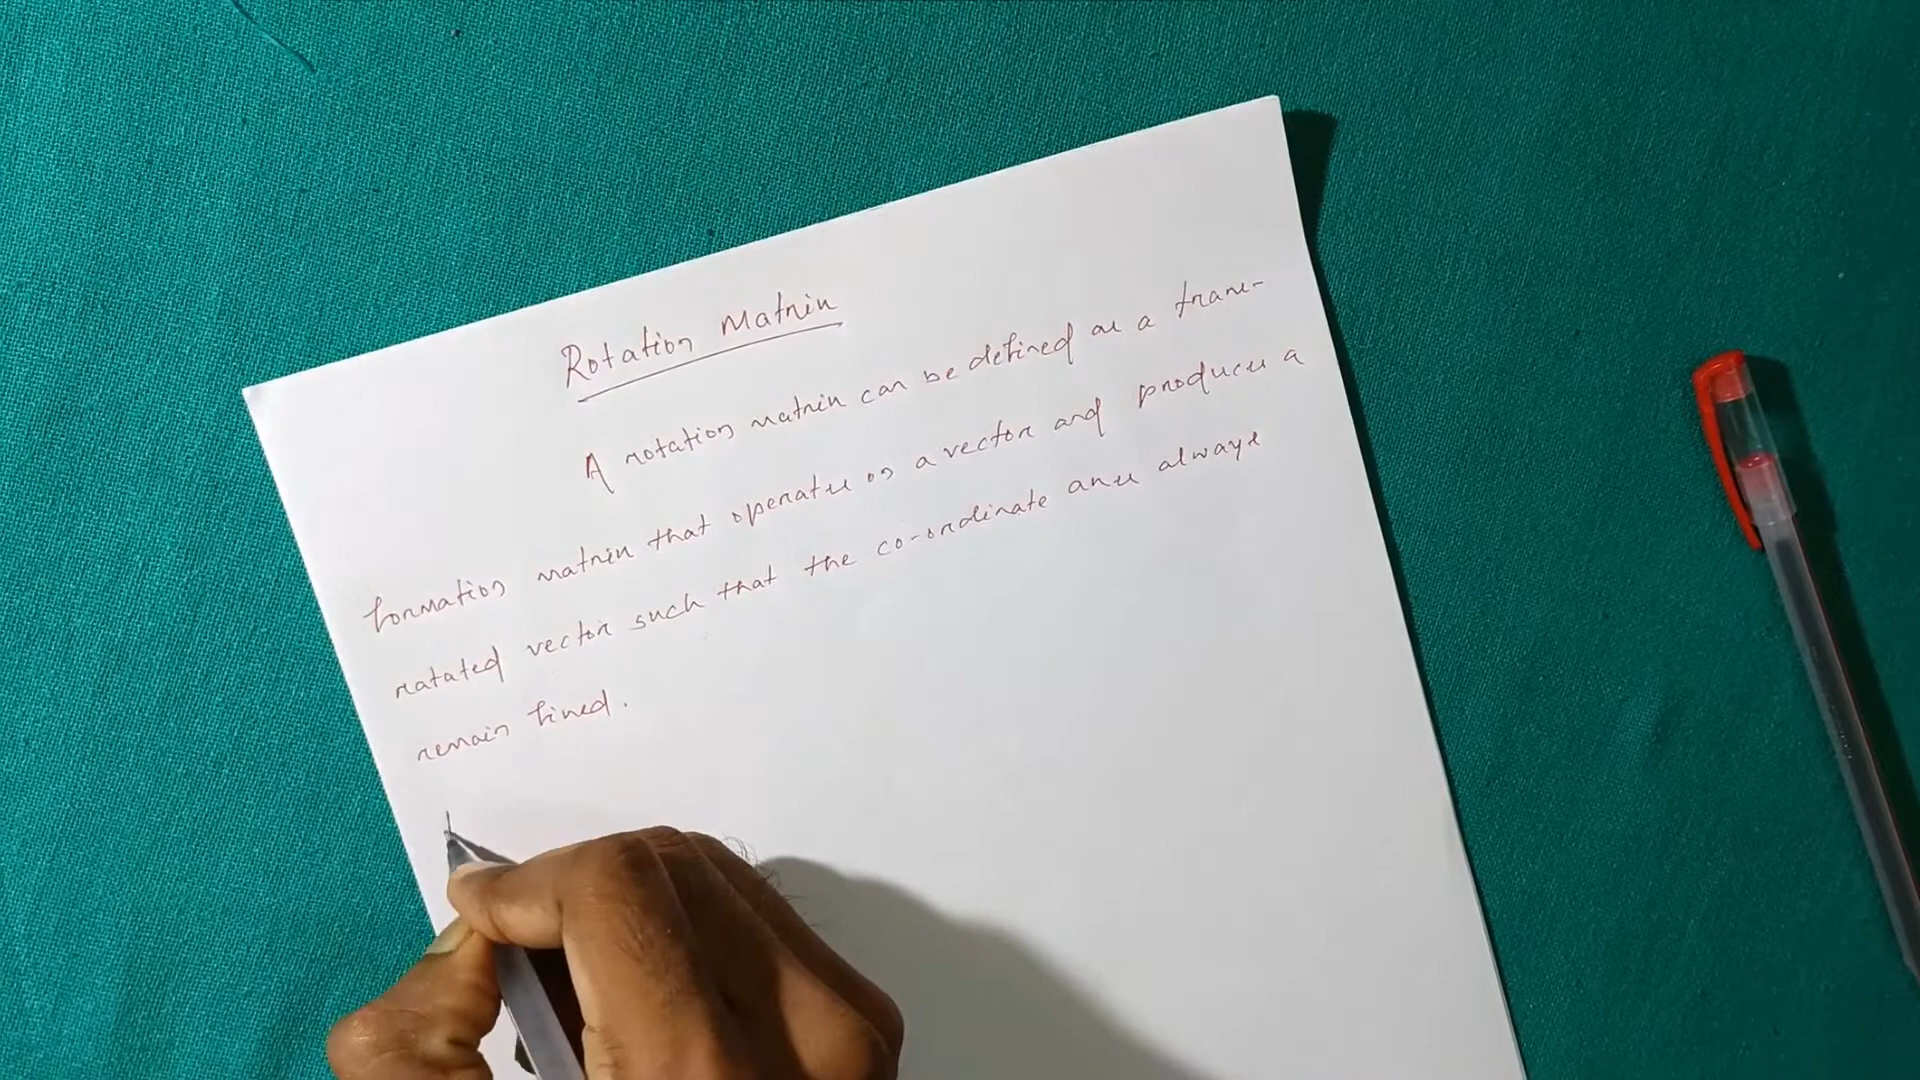 Rotation Matrix
A rotation matrix can be defined as a trans-
formation matrix that operates on a vector and produces a
rotated vector such that the co-ordinate axes always
remain fixed.